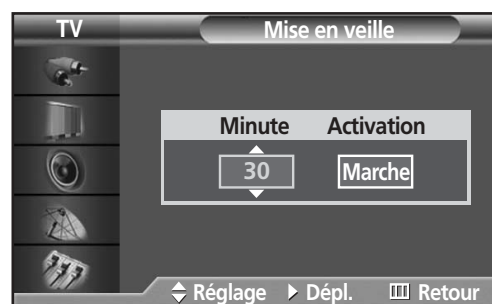 TV Mise en veille
Minute Activation
30 Marche
Réglage Dépl. Retour